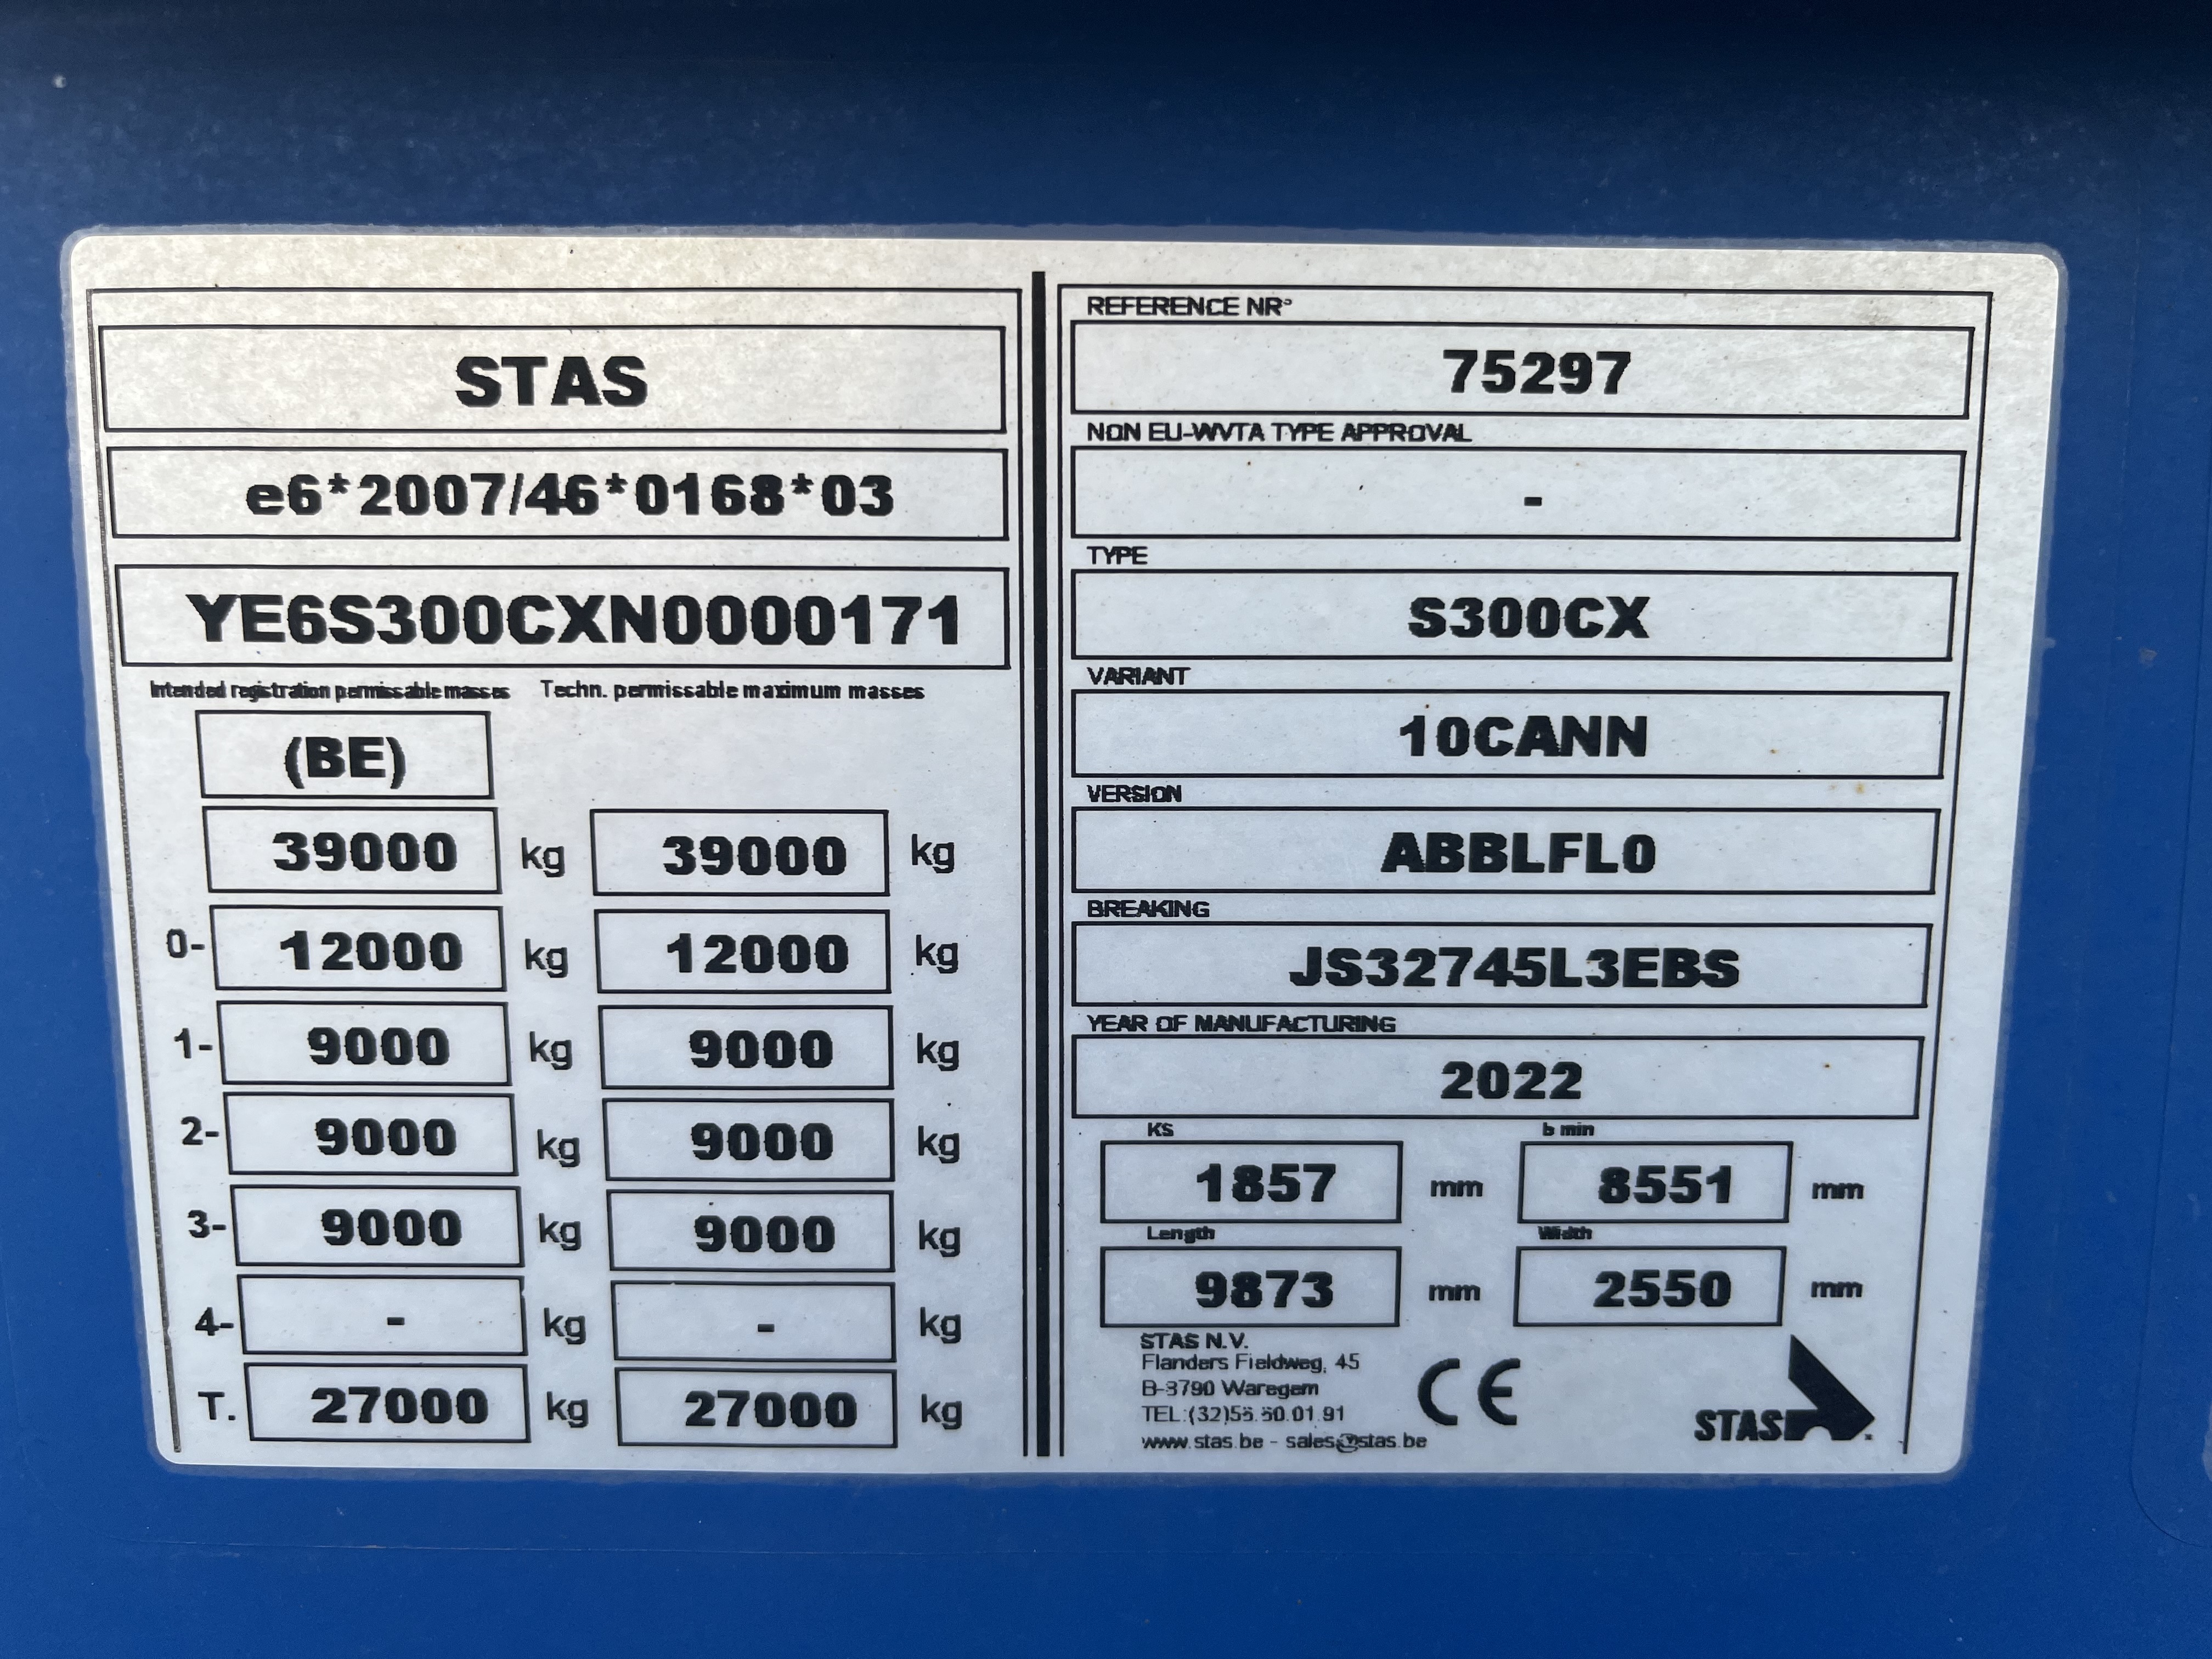 STAS
e6*2007/46*0168*03
YE6S300CXN0000171
Intended registration permissable masses Techn. permissable maximum masses
(BE)
39000 kg 39000 kg
0- 12000 kg 12000 kg
1- 9000 kg 9000 kg
2- 9000 kg 9000 kg
3- 9000 kg 9000 kg
4- - kg - kg
T. 27000 kg 27000 kg
REFERENCE NR°
75297
NON EU-WVTA TYPE APPROVAL
-
TYPE
S300CX
VARIANT
10CANN
VERSION
ABBLFL0
BREAKING
JS32745L3EBS
YEAR OF MANUFACTURING
2022
KS b min
1857 mm 8551 mm
Length Width
9873 mm 2550 mm
STAS N.V.
Flanders Fieldweg, 45
B-8790 Waregem
TEL:(32)56.60.01.91
www.stas.be - sales@stas.be
CE
STAS